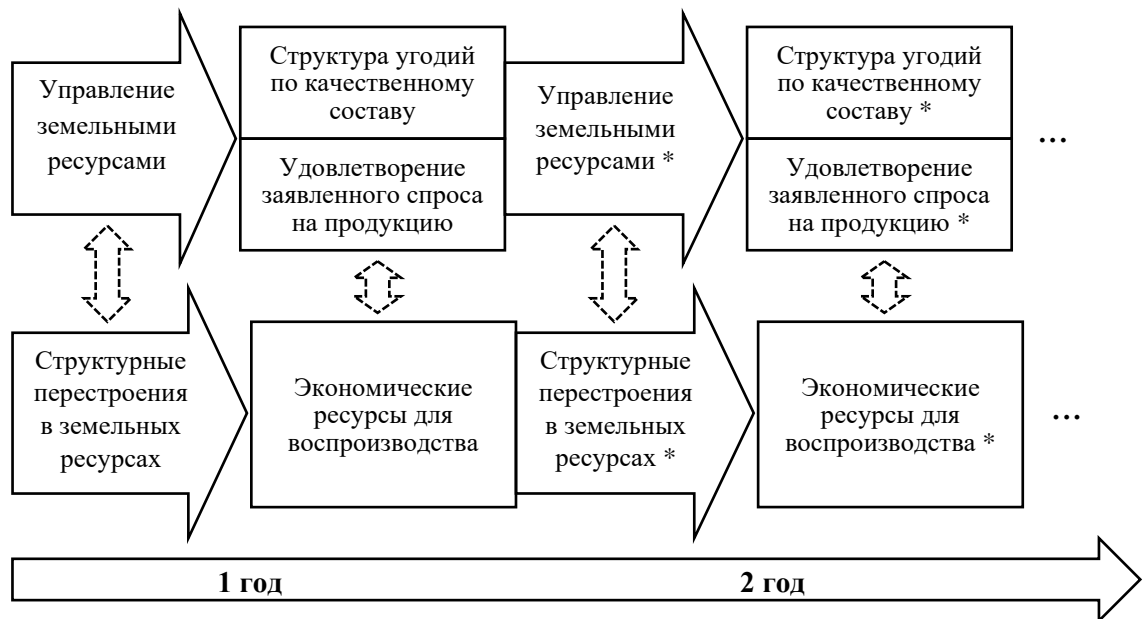 Управление
земельными
ресурсами
Структура угодий
по качественному
составу
Удовлетворение
заявленного спроса
на продукцию
Управление
земельными
ресурсами *
Структура угодий
по качественному
составу *
Удовлетворение
заявленного спроса
на продукцию *
...
Структурные
перестроения
в земельных
ресурсах
Экономические
ресурсы для
воспроизводства
Структурные
перестроения
в земельных
ресурсах *
Экономические
ресурсы для
воспроизводства *
...
1 год
2 год